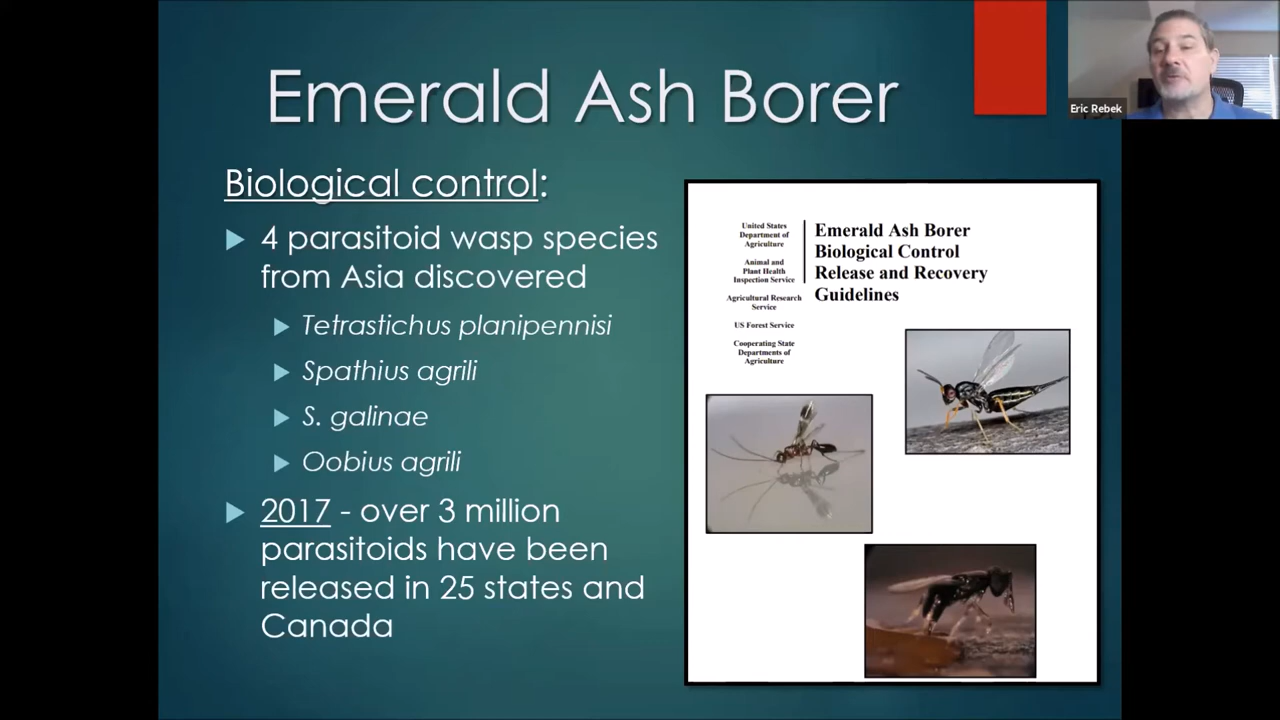 Emerald Ash Borer
Eric Rebek
Biological control:
4 parasitoid wasp species
from Asia discovered
Tetrastichus planipennisi
Spathius agrili
S. galinae
Oobius agrili
2017 - over 3 million
parasitoids have been
released in 25 states and
Canada
United States
Department of
Agriculture
Animal and
Plant Health
Inspection Service
Agricultural Research
Service
US Forest Service
Cooperating State
Departments of
Agriculture
Emerald Ash Borer
Biological Control
Release and Recovery
Guidelines